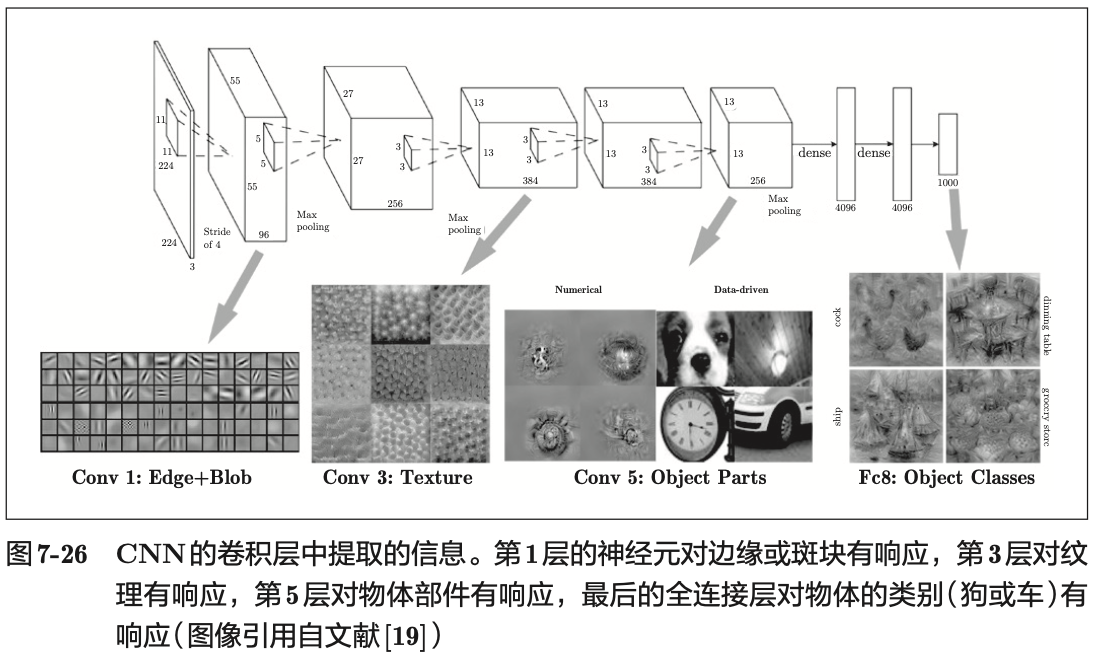 55
27
13
13
13
11
5
3
3
3
dense
dense
11
5
27
3
13
3
13
3
13
224
55
384
384
256
1000
256
4096
4096
Stride
of 4
96
Max
pooling
Max
pooling
Max
pooling
224
3
Numerical
Data-driven
cock
dinning table
ship
grocery store
Conv 1: Edge+Blob
Conv 3: Texture
Conv 5: Object Parts
Fc8: Object Classes
图7-26 CNN的卷积层中提取的信息。第1层的神经元对边缘或斑块有响应，第3层对纹
理有响应，第5层对物体部件有响应，最后的全连接层对物体的类别（狗或车）有
响应（图像引用自文献[19]）